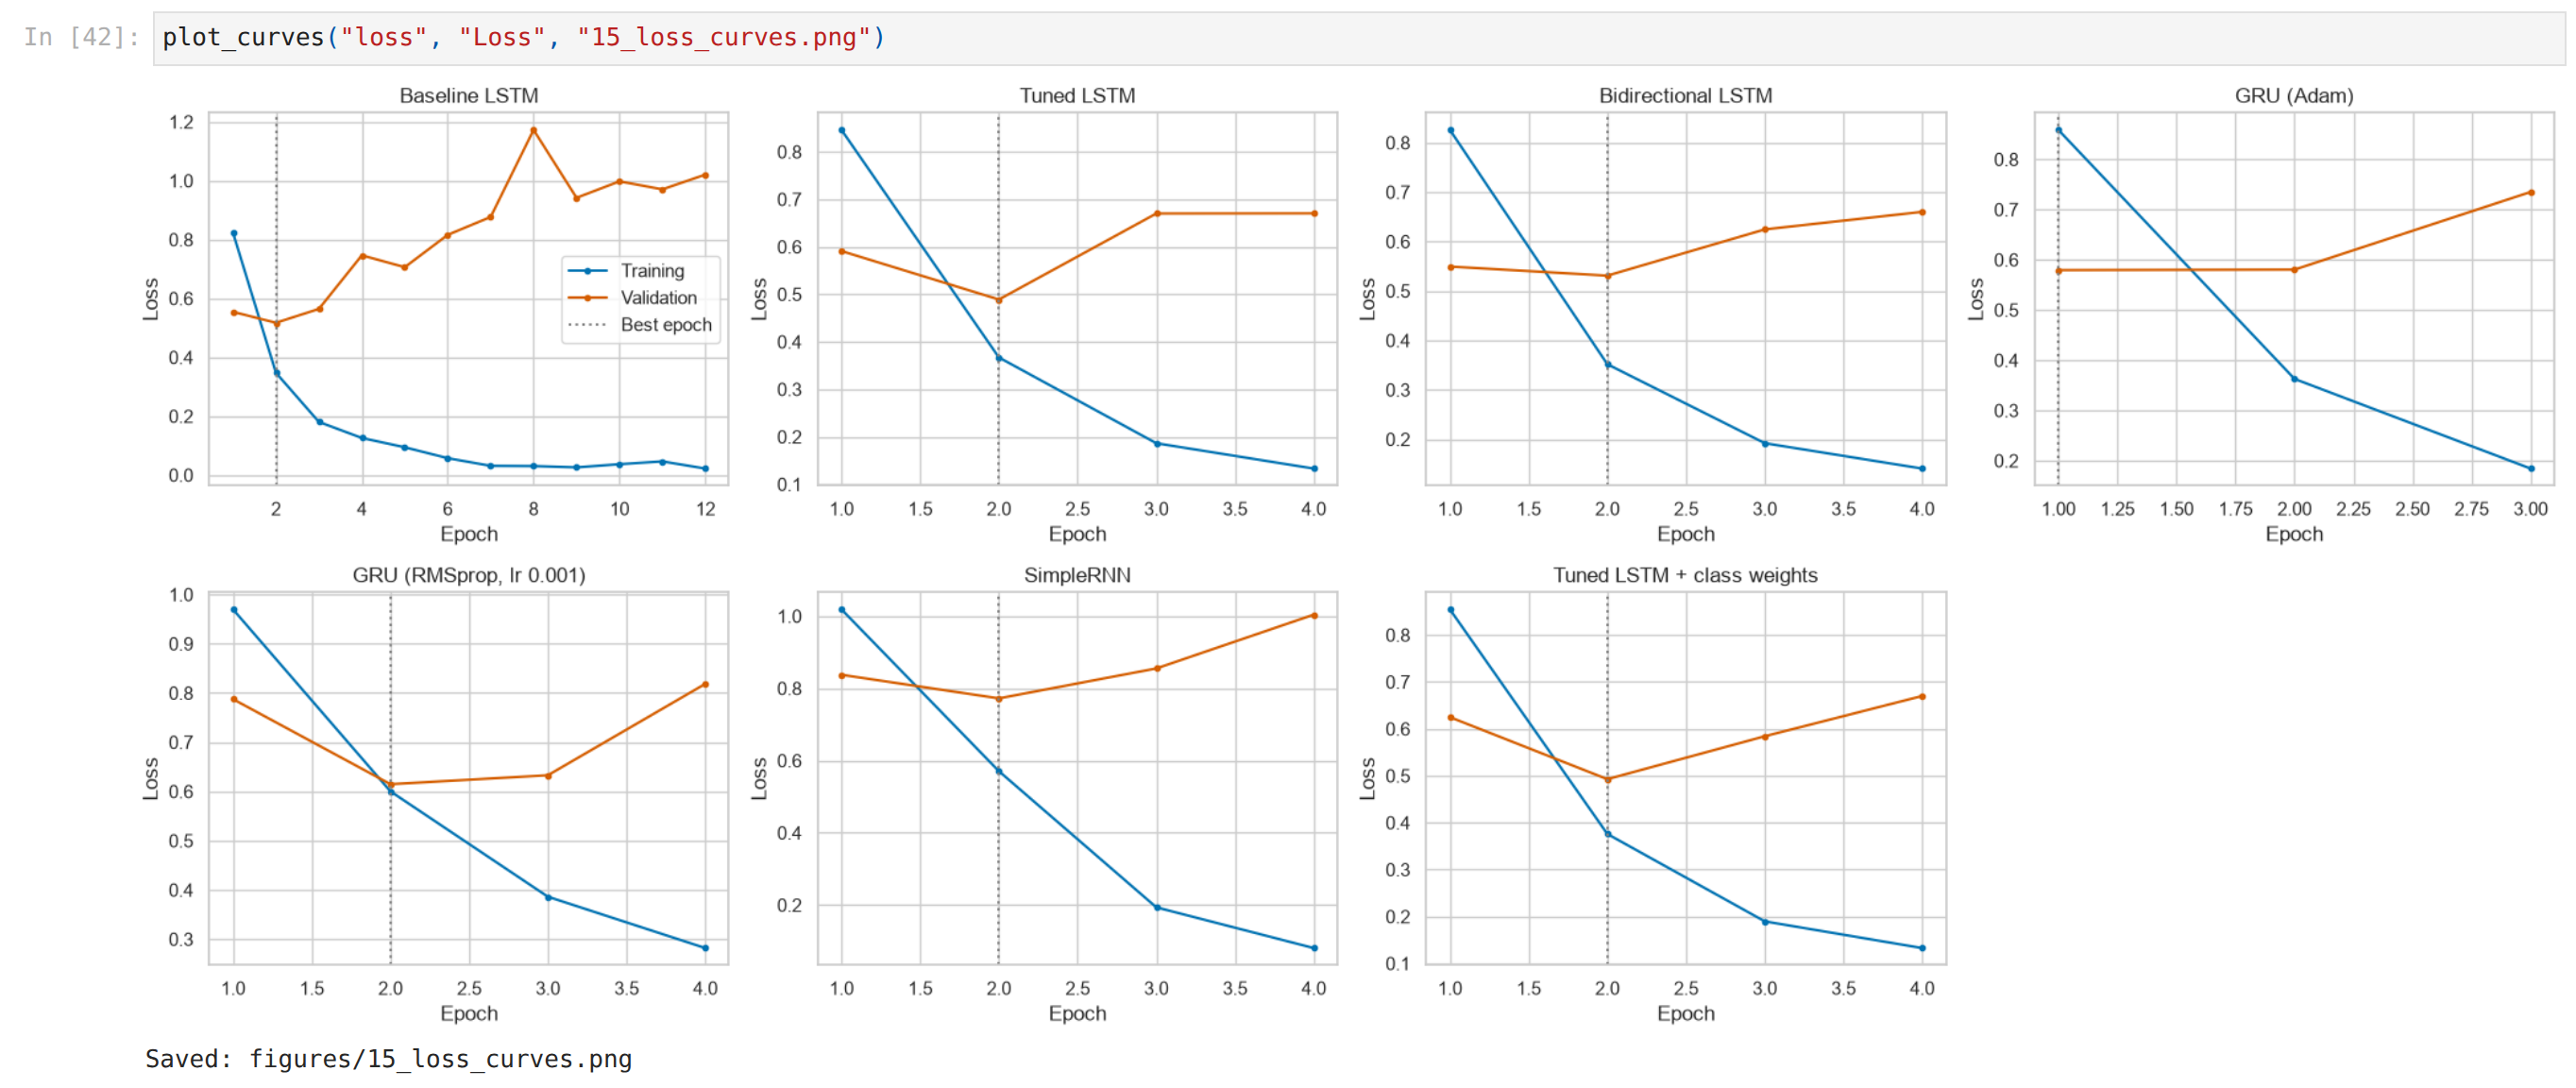 In [42]: plot_curves("loss", "Loss", "15_loss_curves.png")
Baseline LSTM
1.2
1.0
0.8
0.6
0.4
0.2
0.0
Loss
Training
Validation
Best epoch
2 4 6 8 10 12
Epoch
Tuned LSTM
0.8
0.7
0.6
0.5
0.4
0.3
0.2
0.1
Loss
1.0 1.5 2.0 2.5 3.0 3.5 4.0
Epoch
Bidirectional LSTM
0.8
0.7
0.6
0.5
0.4
0.3
0.2
Loss
1.0 1.5 2.0 2.5 3.0 3.5 4.0
Epoch
GRU (Adam)
0.8
0.7
0.6
0.5
0.4
0.3
0.2
Loss
1.00 1.25 1.50 1.75 2.00 2.25 2.50 2.75 3.00
Epoch
GRU (RMSprop, lr 0.001)
1.0
0.9
0.8
0.7
0.6
0.5
0.4
0.3
Loss
1.0 1.5 2.0 2.5 3.0 3.5 4.0
Epoch
SimpleRNN
1.0
0.8
0.6
0.4
0.2
Loss
1.0 1.5 2.0 2.5 3.0 3.5 4.0
Epoch
Tuned LSTM + class weights
0.8
0.7
0.6
0.5
0.4
0.3
0.2
0.1
Loss
1.0 1.5 2.0 2.5 3.0 3.5 4.0
Epoch
Saved: figures/15_loss_curves.png